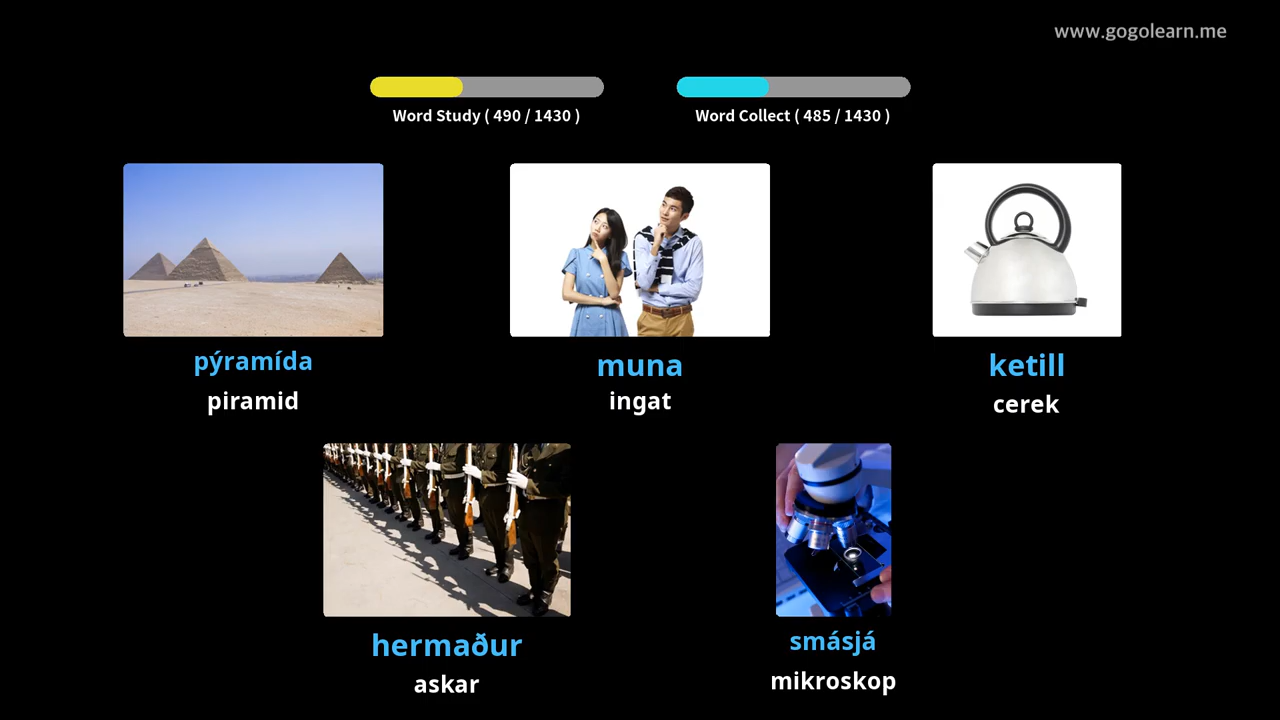 www.gogolearn.me
Word Study ( 490 / 1430 )
Word Collect ( 485 / 1430 )
pýramída
piramid
muna
ingat
ketill
cerek
hermaður
askar
smásjá
mikroskop